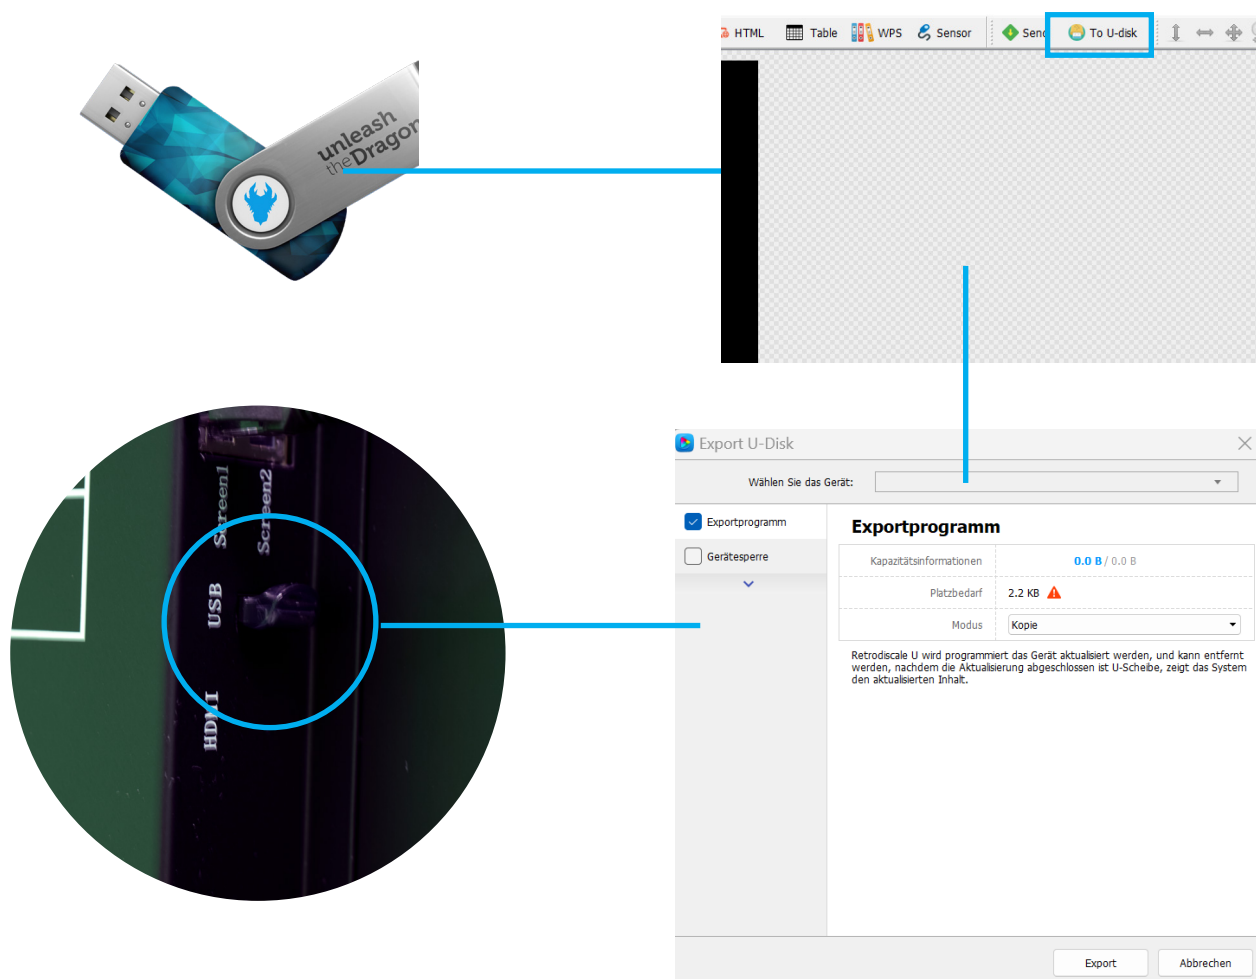 HTML Table WPS Sensor Send To U-disk
unleash
theDragon
Export U-Disk
Wählen Sie das Gerät:
Exportprogramm
Gerätesperre
Exportprogramm
Kapazitätsinformationen 0.0 B / 0.0 B
Platzbedarf 2.2 KB
Modus Kopie
Retrodiscale U wird programmiert das Gerät aktualisiert werden, und kann entfernt
werden, nachdem die Aktualisierung abgeschlossen ist U-Scheibe, zeigt das System
den aktualisierten Inhalt.
Export Abbrechen
Screen1
Screen2
USB
HDMI